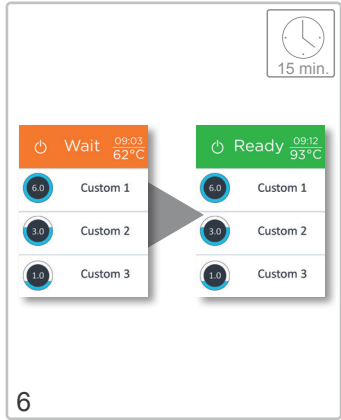 15 min.
Wait 09:03
62°C
6.0 Custom 1
3.0 Custom 2
1.0 Custom 3
Ready 09:12
93°C
6.0 Custom 1
3.0 Custom 2
1.0 Custom 3
6